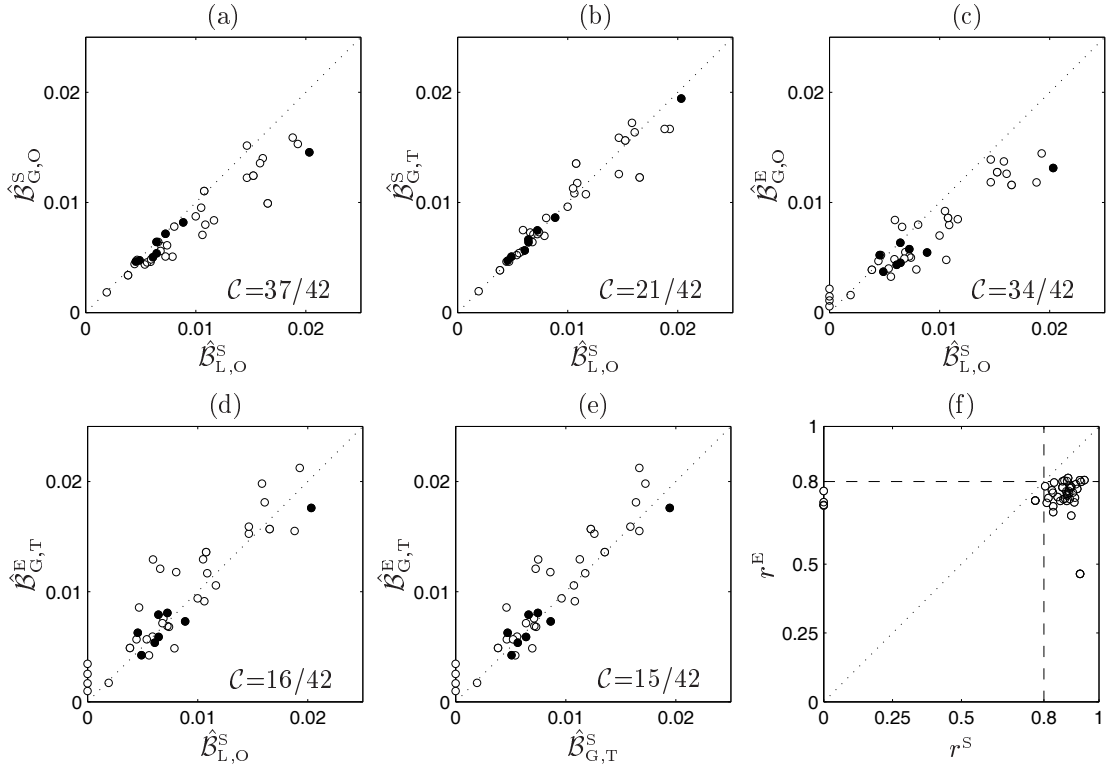 (a)
0.02
0.01
0
0
0.01
0.02
𝓑̂ˢ_G,O
𝓑̂ˢ_L,O
𝒞=37/42
(b)
0.02
0.01
0
0
0.01
0.02
𝓑̂ˢ_G,T
𝓑̂ˢ_L,O
𝒞=21/42
(c)
0.02
0.01
0
0
0.01
0.02
𝓑̂ᴱ_G,O
𝓑̂ˢ_L,O
𝒞=34/42
(d)
0.02
0.01
0
0
0.01
0.02
𝓑̂ᴱ_G,T
𝓑̂ˢ_L,O
𝒞=16/42
(e)
0.02
0.01
0
0
0.01
0.02
𝓑̂ᴱ_G,T
𝓑̂ˢ_G,T
𝒞=15/42
(f)
1
0.8
0.5
0.25
0
0
0.25
0.5
0.8
1
rᴱ
rˢ